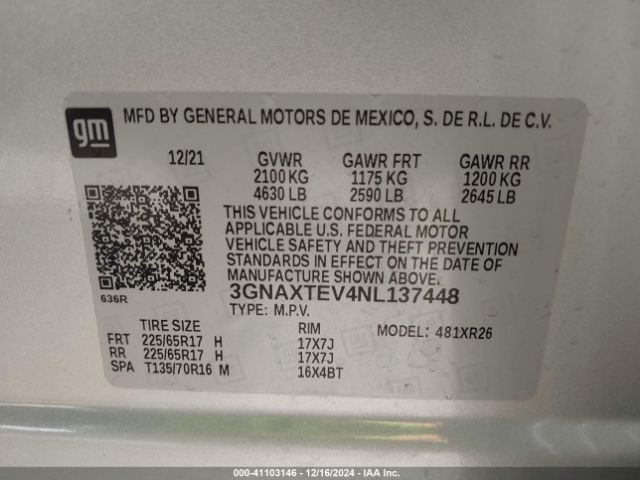 gm
MFD BY GENERAL MOTORS DE MEXICO, S. DE R.L. DE C.V.
12/21 GVWR GAWR FRT GAWR RR
2100 KG 1175 KG 1200 KG
4630 LB 2590 LB 2645 LB
THIS VEHICLE CONFORMS TO ALL
APPLICABLE U.S. FEDERAL MOTOR
VEHICLE SAFETY AND THEFT PREVENTION
STANDARDS IN EFFECT ON THE DATE OF
MANUFACTURE SHOWN ABOVE.
636R
3GNAXTEV4NL137448
TYPE: M.P.V.
TIRE SIZE RIM MODEL: 481XR26
FRT 225/65R17 H 17X7J
RR 225/65R17 H 17X7J
SPA T135/70R16 M 16X4BT
000-41103146 - 12/16/2024 - IAA Inc.